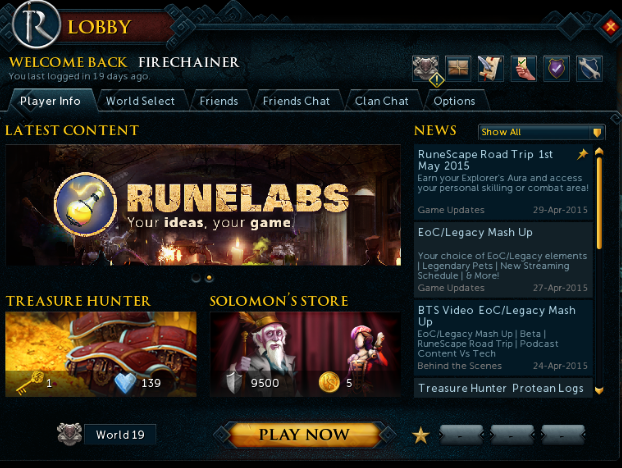 LOBBY
WELCOME BACK FIRECHAINER
You last logged in 19 days ago.
Player Info World Select Friends Friends Chat Clan Chat Options
LATEST CONTENT
RUNELABS
Your ideas, your game
TREASURE HUNTER
1 139
SOLOMON'S STORE
9500 5
NEWS
Show All
RuneScape Road Trip 1st
May 2015
Earn your Explorer's Aura and access
your personal skilling or combat area!
Game Updates 29-Apr-2015
EoC/Legacy Mash Up
Your choice of EoC/Legacy elements
| Legendary Pets | New Streaming
Schedule | & More!
Game Updates 27-Apr-2015
BTS Video EoC/Legacy Mash
Up
EoC/Legacy Mash Up | Beta |
RuneScape Road Trip | Podcast
Content Vs Tech
Behind the Scenes 24-Apr-2015
Treasure Hunter Protean Logs
World 19
PLAY NOW
- - -